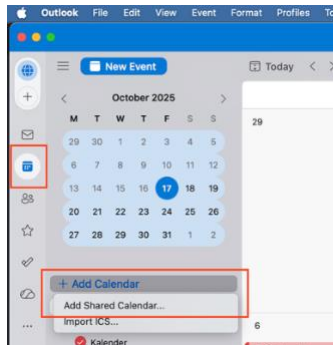 Outlook File Edit View Event Format Profiles
New Event
Today
October 2025
M T W T F S S
29 30 1 2 3 4 5
6 7 8 9 10 11 12
13 14 15 16 17 18 19
20 21 22 23 24 25 26
27 28 29 30 31 1 2
+ Add Calendar
Add Shared Calendar...
Import ICS...
Kalender
29
6